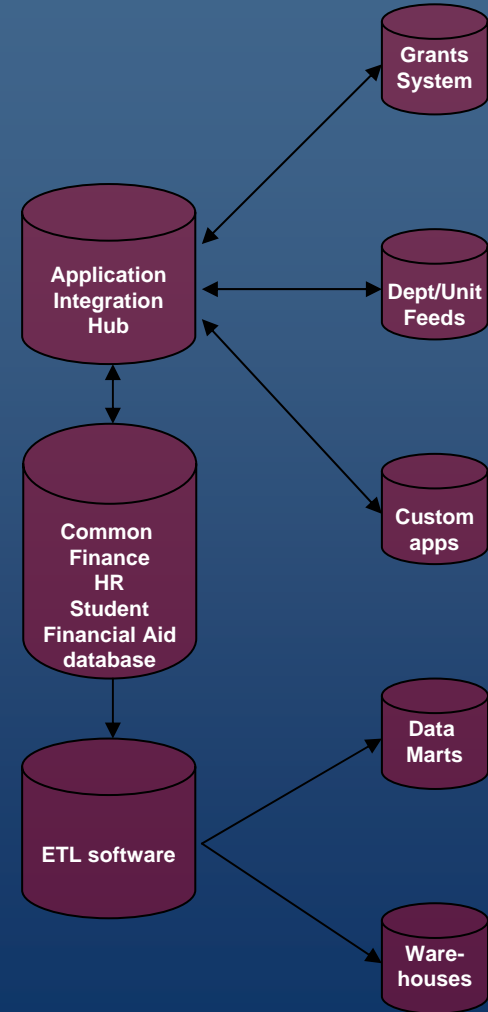 Grants
System
Application
Integration
Hub
Dept/Unit
Feeds
Common
Finance
HR
Student
Financial Aid
database
Custom
apps
Data
Marts
ETL software
Ware-
houses